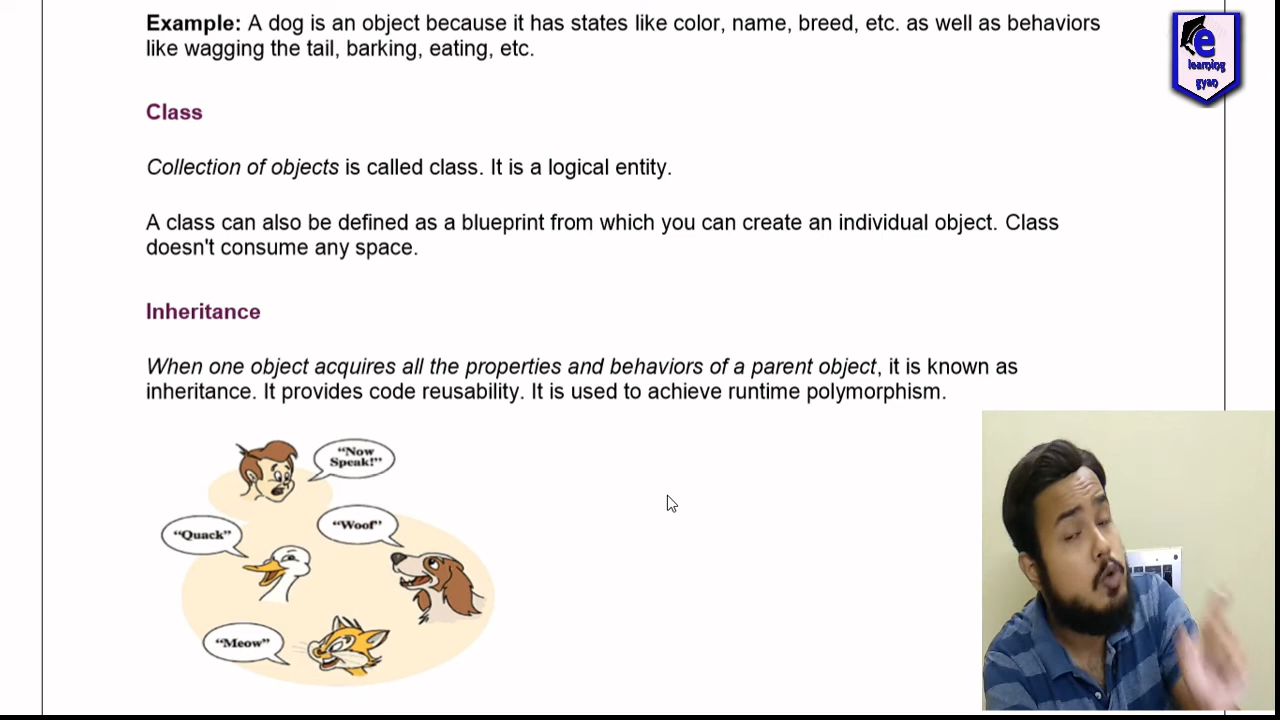 Example: A dog is an object because it has states like color, name, breed, etc. as well as behaviors
like wagging the tail, barking, eating, etc.
e
learning
gyan
Class
Collection of objects is called class. It is a logical entity.
A class can also be defined as a blueprint from which you can create an individual object. Class
doesn't consume any space.
Inheritance
When one object acquires all the properties and behaviors of a parent object, it is known as
inheritance. It provides code reusability. It is used to achieve runtime polymorphism.
“Now
Speak!”
“Woof”
“Quack”
“Meow”